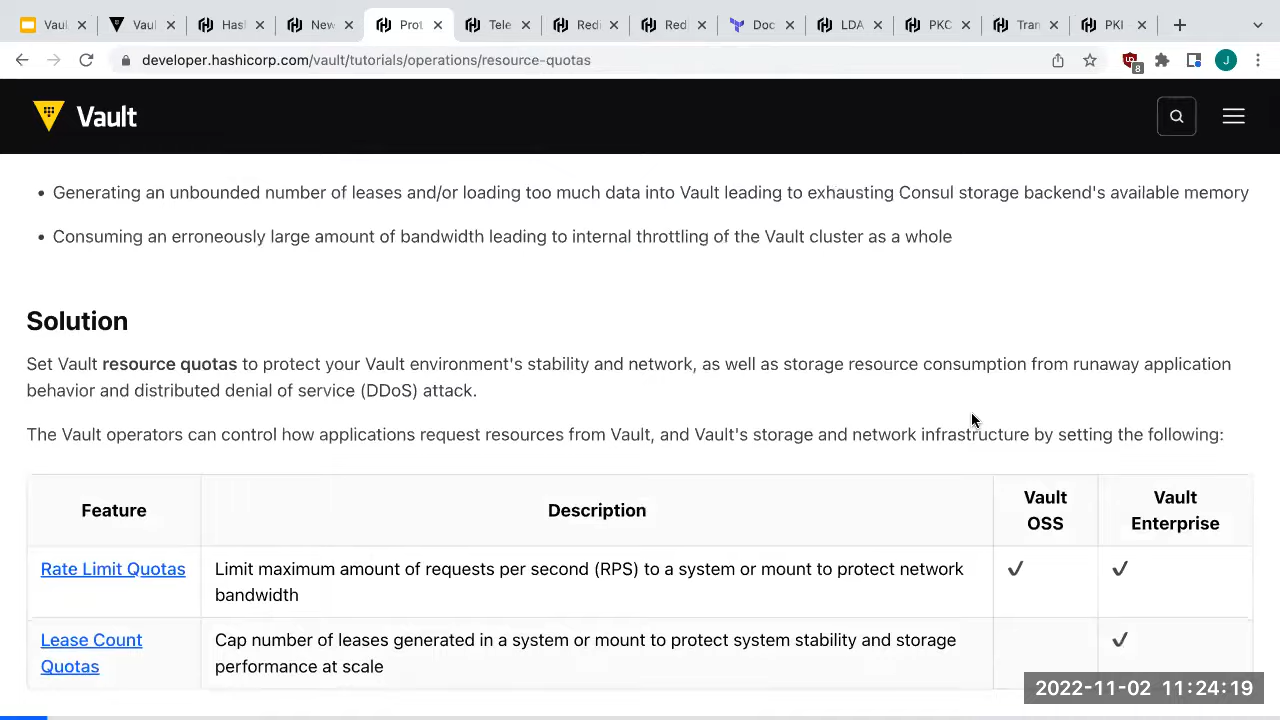 Vaul
Vaul
Has
New
Prot
Tele
Redi
Red
Doc
LDA
PKC
Tran
PKI
developer.hashicorp.com/vault/tutorials/operations/resource-quotas
8
J
Vault
• Generating an unbounded number of leases and/or loading too much data into Vault leading to exhausting Consul storage backend's available memory
• Consuming an erroneously large amount of bandwidth leading to internal throttling of the Vault cluster as a whole
Solution
Set Vault resource quotas to protect your Vault environment's stability and network, as well as storage resource consumption from runaway application
behavior and distributed denial of service (DDoS) attack.
The Vault operators can control how applications request resources from Vault, and Vault's storage and network infrastructure by setting the following:
Feature
Description
Vault
OSS
Vault
Enterprise
Rate Limit Quotas
Limit maximum amount of requests per second (RPS) to a system or mount to protect network
bandwidth
Lease Count
Quotas
Cap number of leases generated in a system or mount to protect system stability and storage
performance at scale
2022-11-02 11:24:19